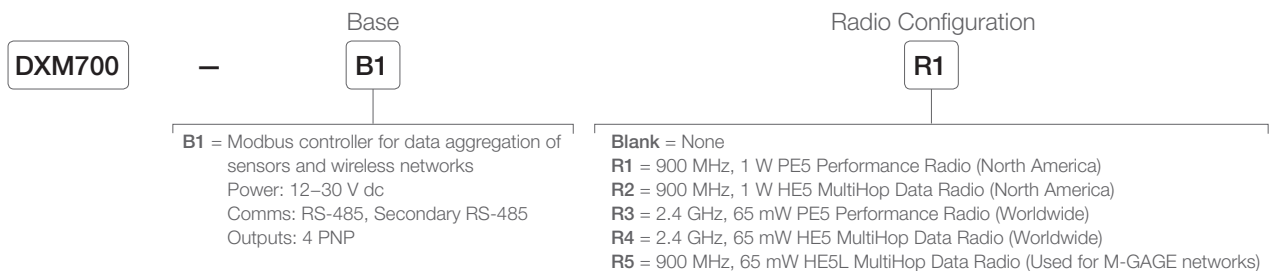 Base
Radio Configuration
DXM700 – B1 R1
B1 = Modbus controller for data aggregation of
sensors and wireless networks
Power: 12–30 V dc
Comms: RS-485, Secondary RS-485
Outputs: 4 PNP
Blank = None
R1 = 900 MHz, 1 W PE5 Performance Radio (North America)
R2 = 900 MHz, 1 W HE5 MultiHop Data Radio (North America)
R3 = 2.4 GHz, 65 mW PE5 Performance Radio (Worldwide)
R4 = 2.4 GHz, 65 mW HE5 MultiHop Data Radio (Worldwide)
R5 = 900 MHz, 65 mW HE5L MultiHop Data Radio (Used for M-GAGE networks)